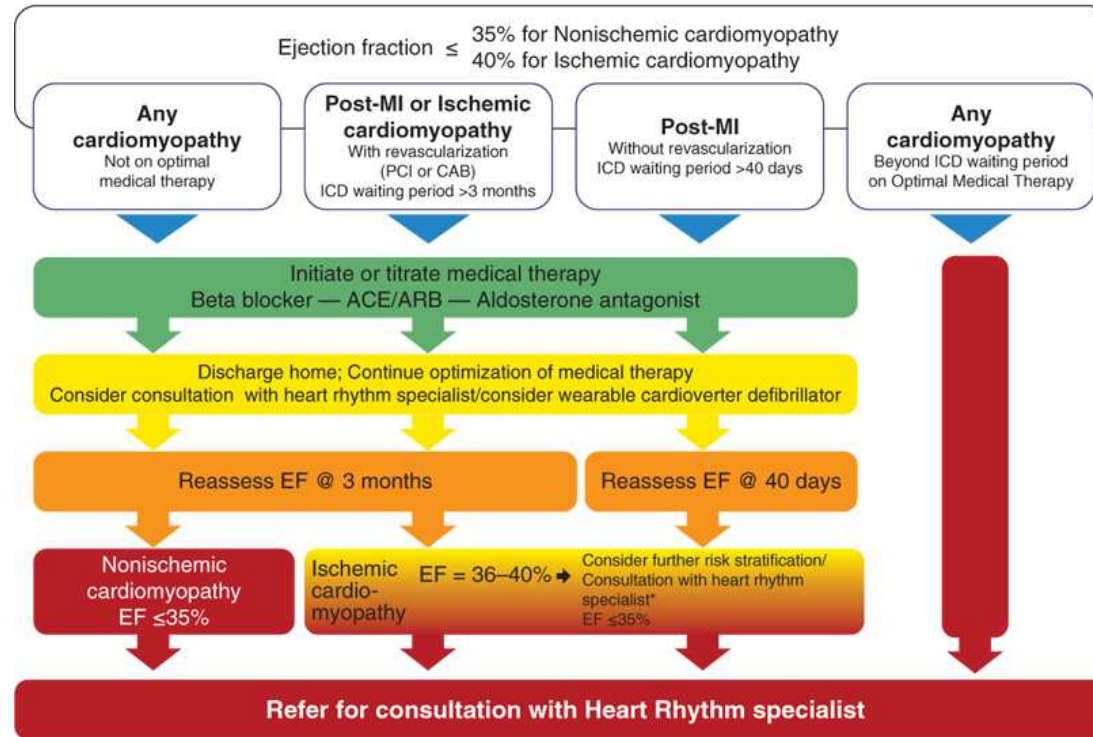 Ejection fraction ≤
35% for Nonischemic cardiomyopathy
40% for Ischemic cardiomyopathy
Any
cardiomyopathy
Not on optimal
medical therapy
Post-MI or Ischemic
cardiomyopathy
With revascularization
(PCI or CAB)
ICD waiting period >3 months
Post-MI
Without revascularization
ICD waiting period >40 days
Any
cardiomyopathy
Beyond ICD waiting period
on Optimal Medical Therapy
Initiate or titrate medical therapy
Beta blocker — ACE/ARB — Aldosterone antagonist
Discharge home; Continue optimization of medical therapy
Consider consultation with heart rhythm specialist/consider wearable cardioverter defibrillator
Reassess EF @ 3 months
Reassess EF @ 40 days
Nonischemic
cardiomyopathy
EF ≤35%
Ischemic
cardio-
myopathy
EF = 36–40% ➡
Consider further risk stratification/
Consultation with heart rhythm
specialist*
EF ≤35%
Refer for consultation with Heart Rhythm specialist